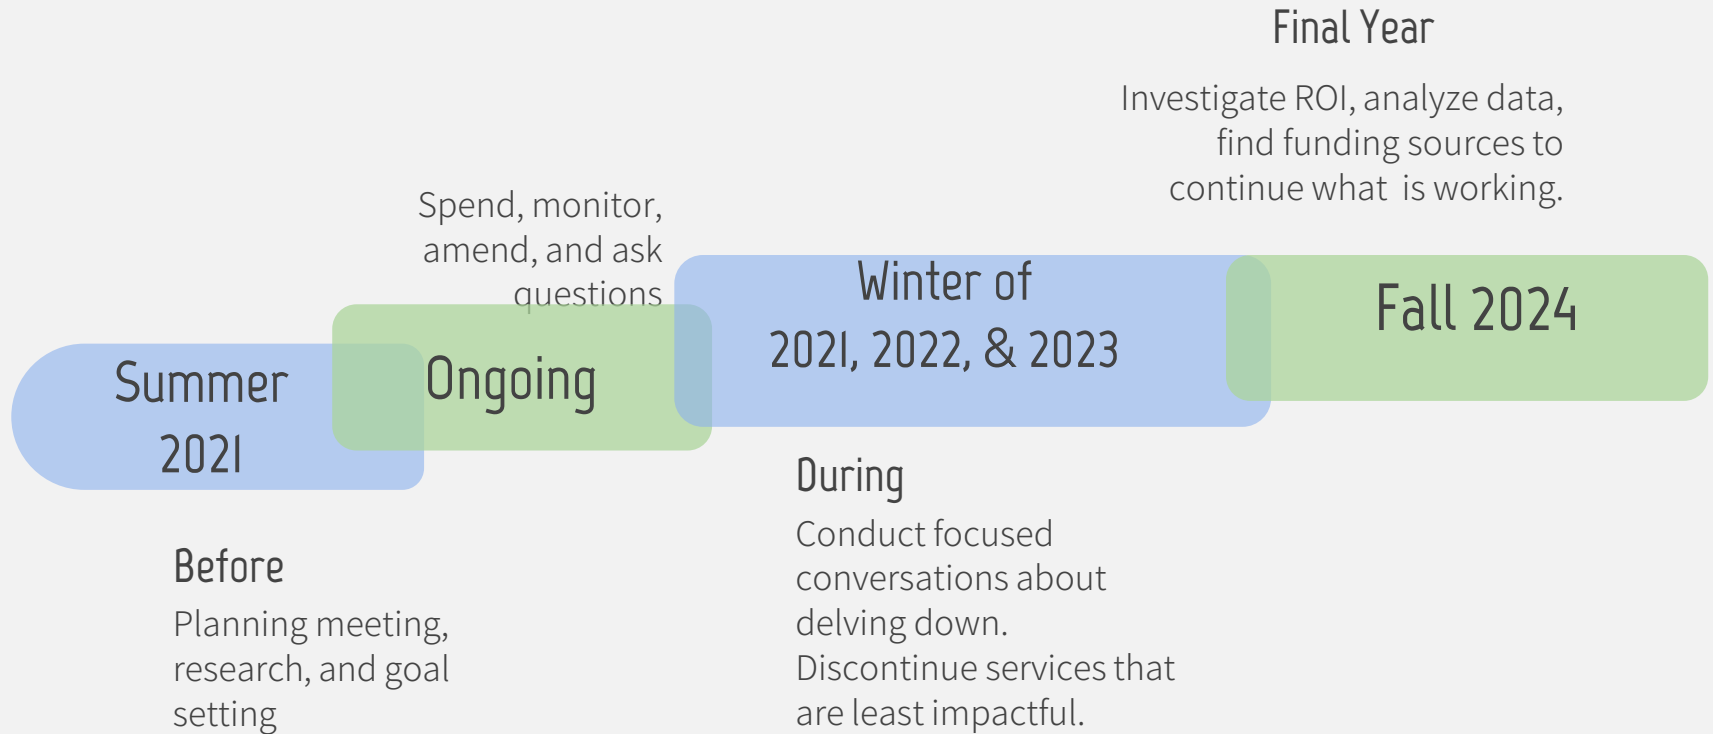 Summer
2021
Before
Planning meeting,
research, and goal
setting
Spend, monitor,
amend, and ask
questions
Ongoing
Winter of
2021, 2022, & 2023
During
Conduct focused
conversations about
delving down.
Discontinue services that
are least impactful.
Final Year
Investigate ROI, analyze data,
find funding sources to
continue what  is working.
Fall 2024